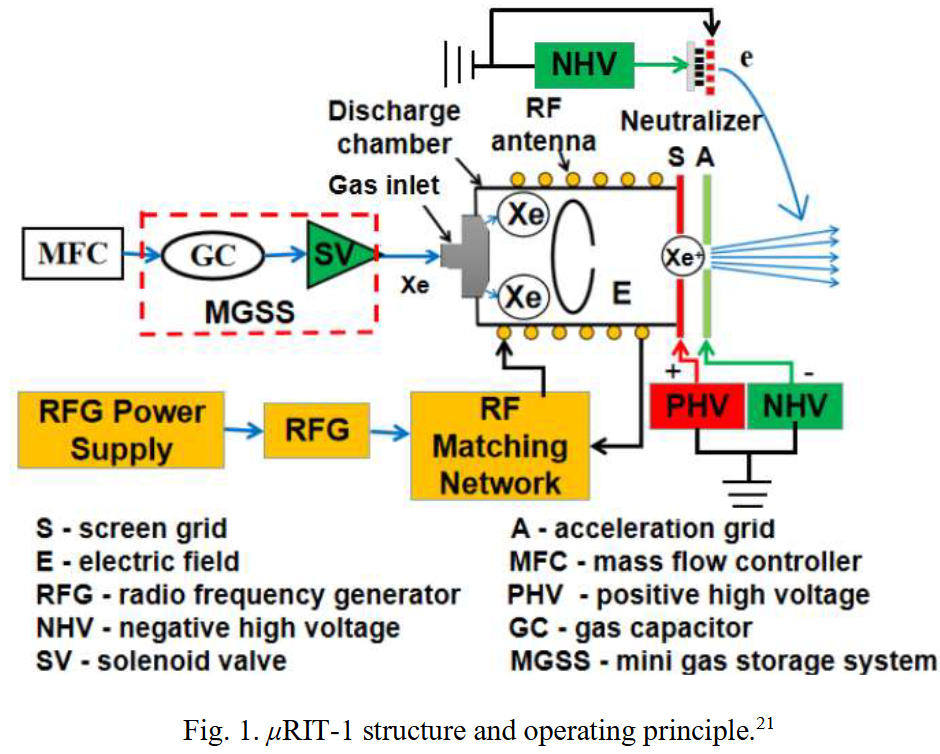 NHV
e
Discharge
chamber
RF
antenna
Neutralizer
S A
Gas inlet
Xe
Xe
Xe⁺
E
MFC
GC
SV
Xe
MGSS
+
-
PHV
NHV
RFG Power
Supply
RFG
RF
Matching
Network
S - screen grid
E - electric field
RFG - radio frequency generator
NHV - negative high voltage
SV - solenoid valve
A - acceleration grid
MFC - mass flow controller
PHV - positive high voltage
GC - gas capacitor
MGSS - mini gas storage system
Fig. 1. μRIT-1 structure and operating principle.²¹